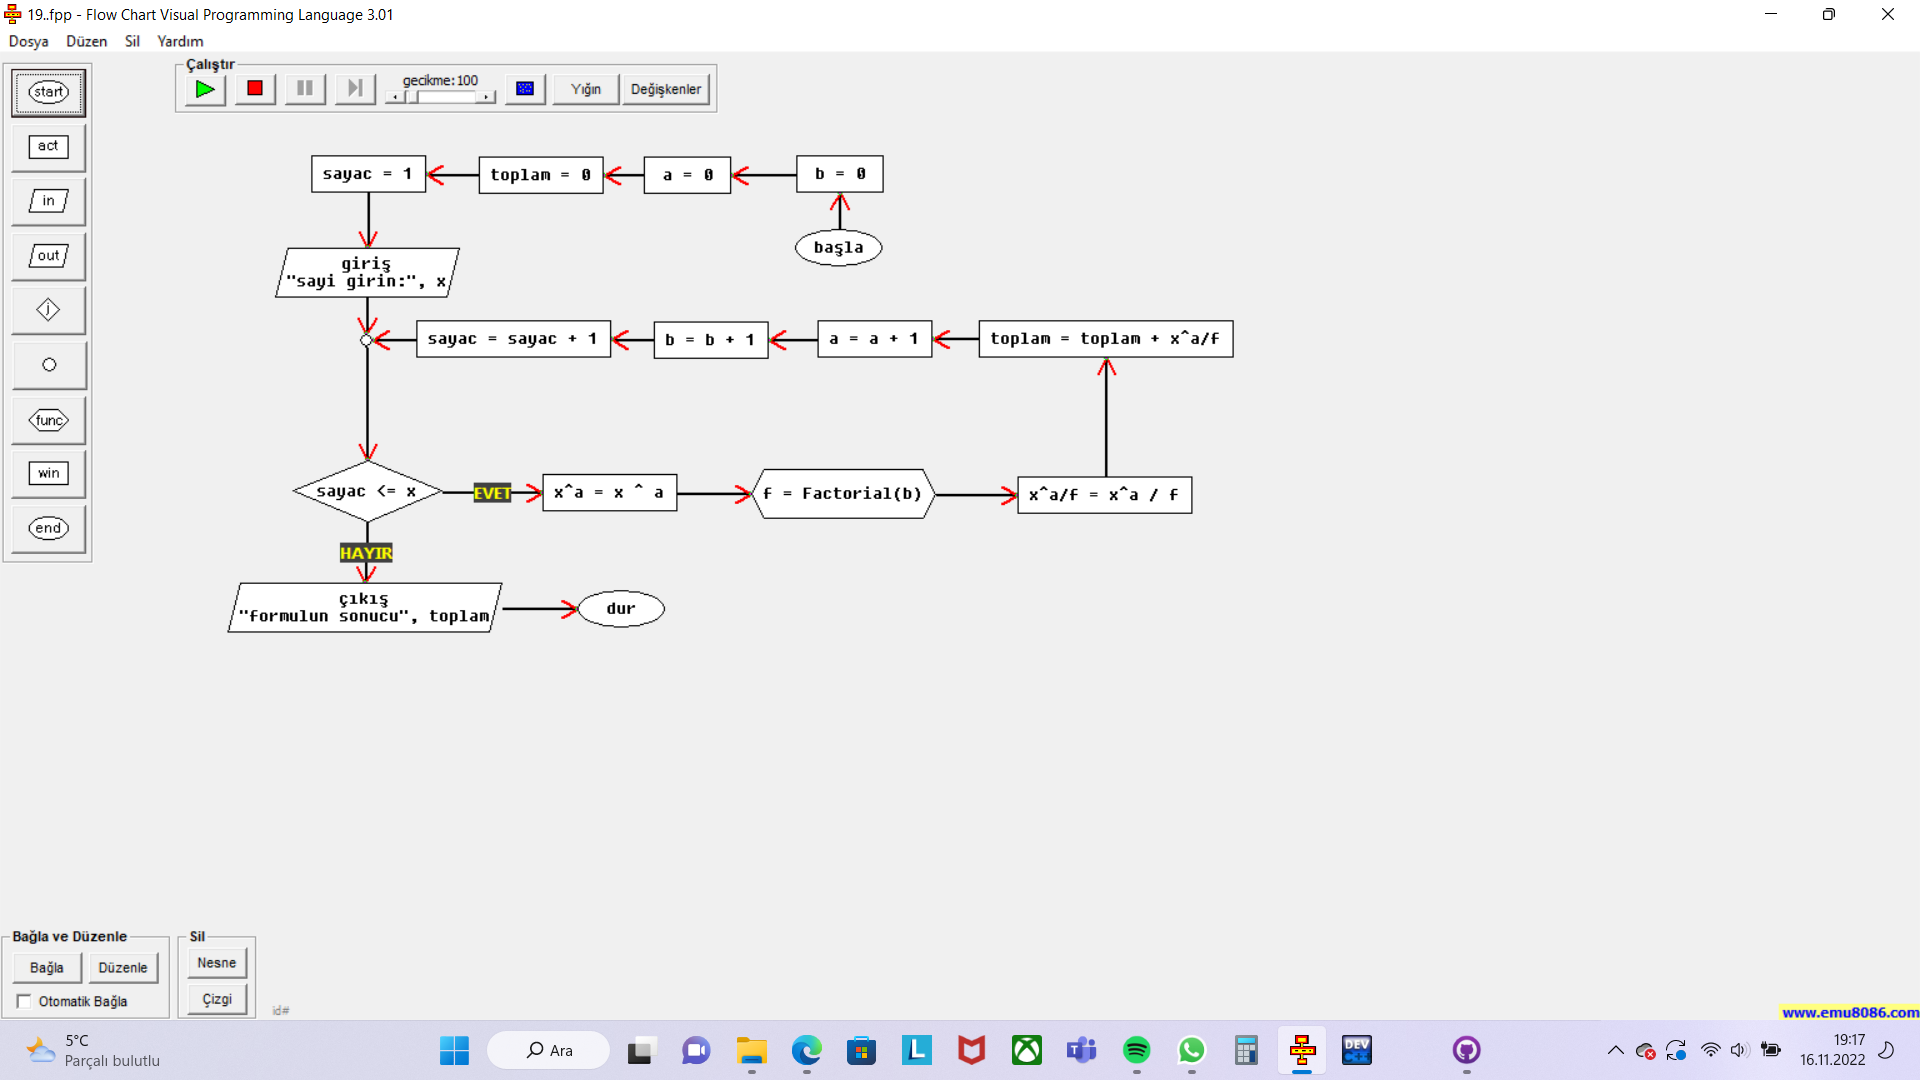 19..fpp - Flow Chart Visual Programming Language 3.01
Dosya Düzen Sil Yardım
Çalıştır
gecikme:100
Yığın
Değişkenler
start
act
in
out
j
func
win
end
sayac = 1
toplam = 0
a = 0
b = 0
başla
giriş
"sayi girin:", x
sayac = sayac + 1
b = b + 1
a = a + 1
toplam = toplam + x^a/f
sayac <= x
EVET
x^a = x ^ a
f = Factorial(b)
x^a/f = x^a / f
HAYIR
çıkış
"formulun sonucu", toplam
dur
Bağla ve Düzenle
Bağla
Düzenle
Otomatik Bağla
Sil
Nesne
Çizgi
id#
www.emu8086.com
5°C
Parçalı bulutlu
Ara
L
DEV
C++
19:17
16.11.2022